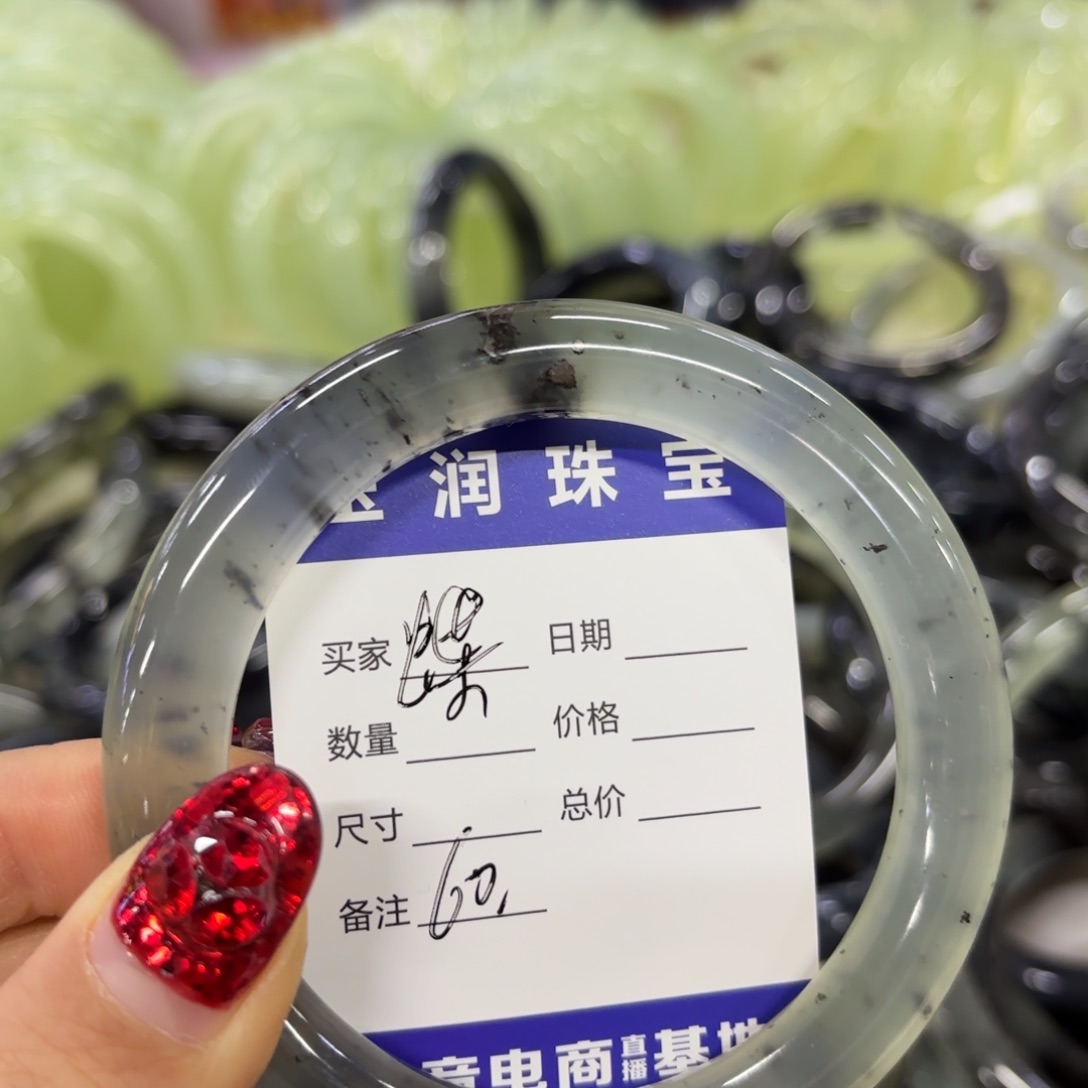 润珠宝
买家 日期
数量 价格
尺寸 总价
备注 60.
电商直播基地